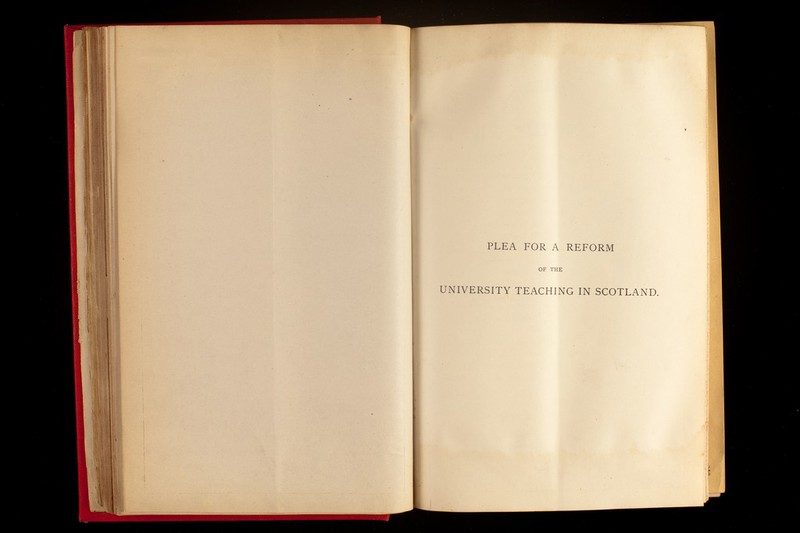 PLEA FOR A REFORM
OF THE
UNIVERSITY TEACHING IN SCOTLAND.